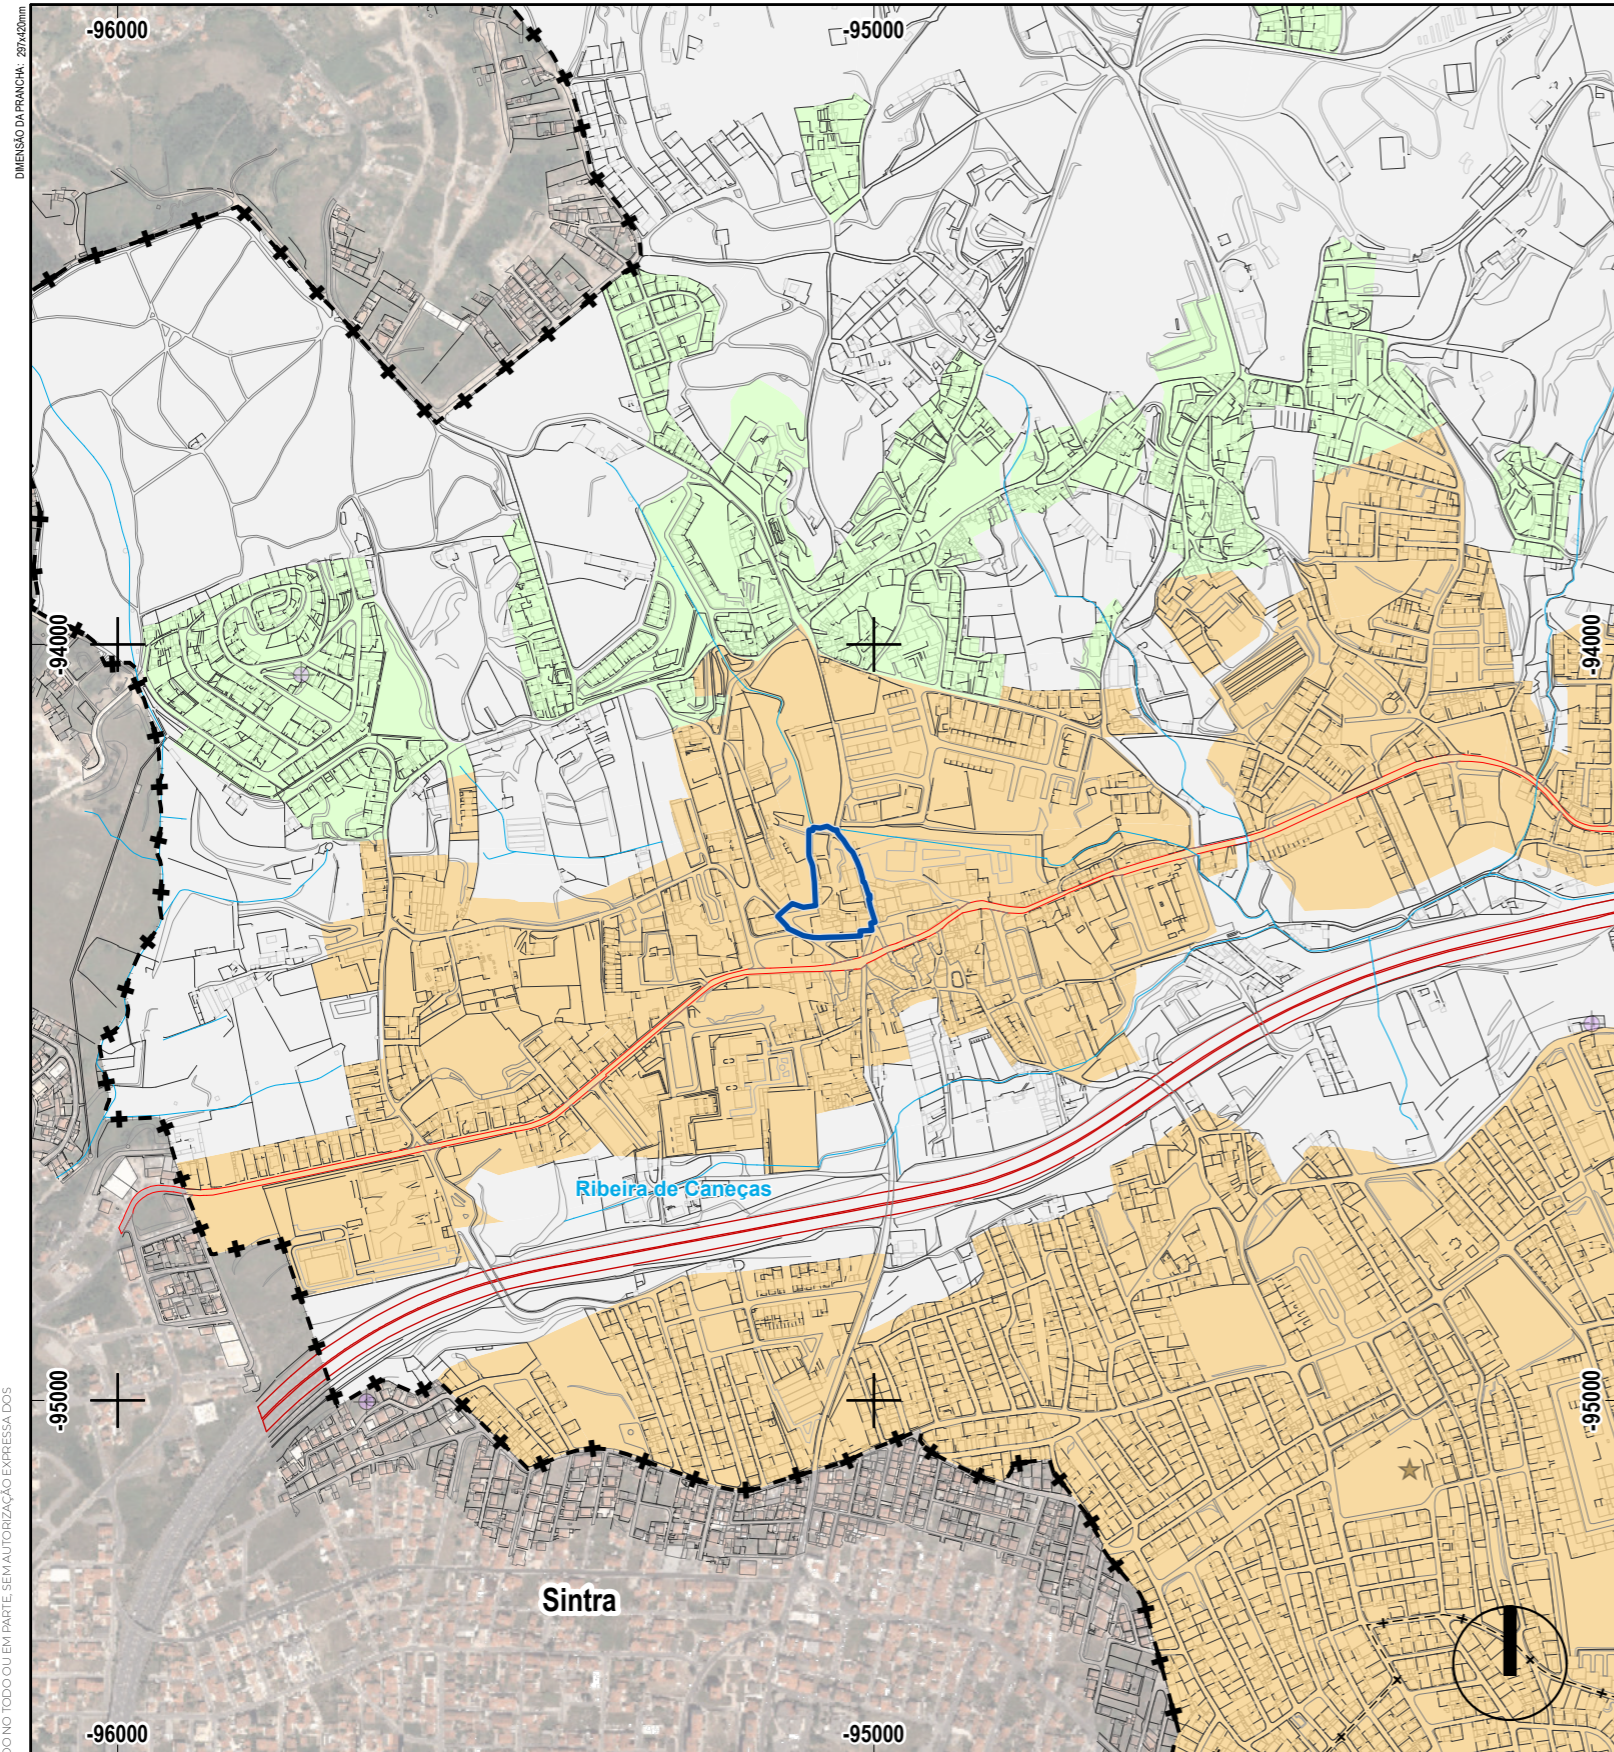 -96000
-95000
DIMENSÃO DA PRANCHA: 297x420mm
-94000
-94000
Ribeira de Caneças
-95000
-95000
DO NO TODO OU EM PARTE, SEM AUTORIZAÇÃO EXPRESSA DOS
Sintra
-96000
-95000